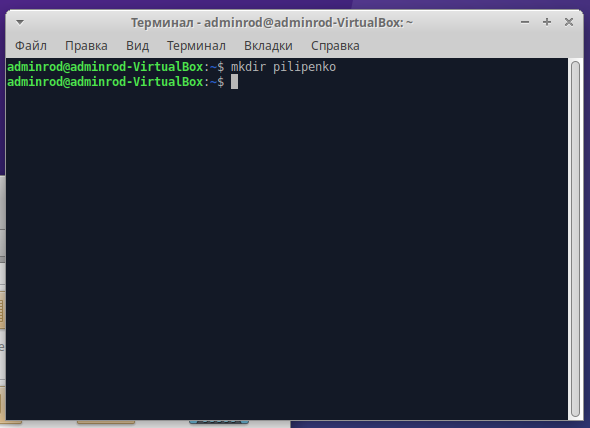 Терминал - adminrod@adminrod-VirtualBox: ~
Файл Правка Вид Терминал Вкладки Справка
adminrod@adminrod-VirtualBox:~$ mkdir pilipenko
adminrod@adminrod-VirtualBox:~$